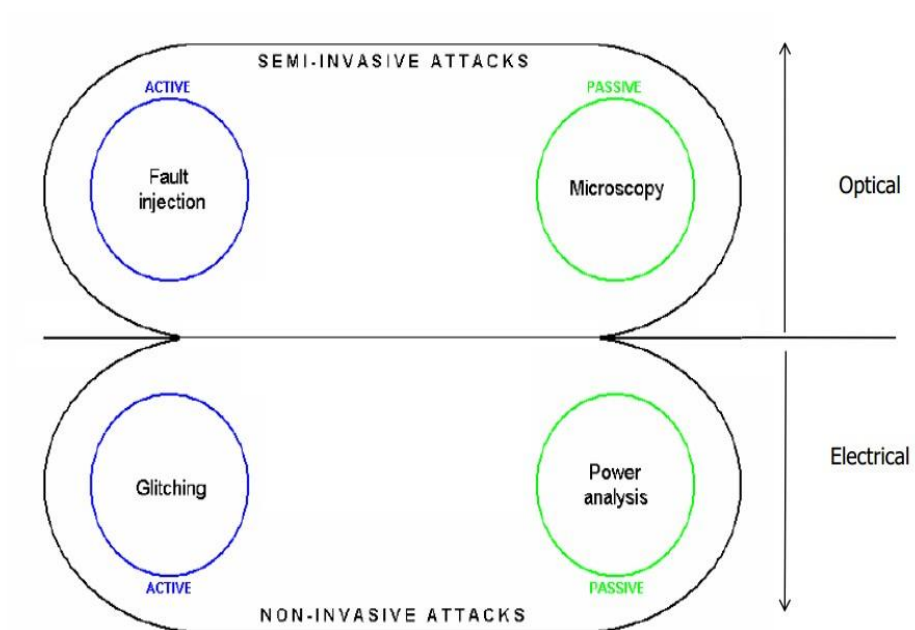 SEMI-INVASIVE ATTACKS
ACTIVE
PASSIVE
Fault
injection
Microscopy
Optical
Glitching
Power
analysis
Electrical
ACTIVE
PASSIVE
NON-INVASIVE ATTACKS